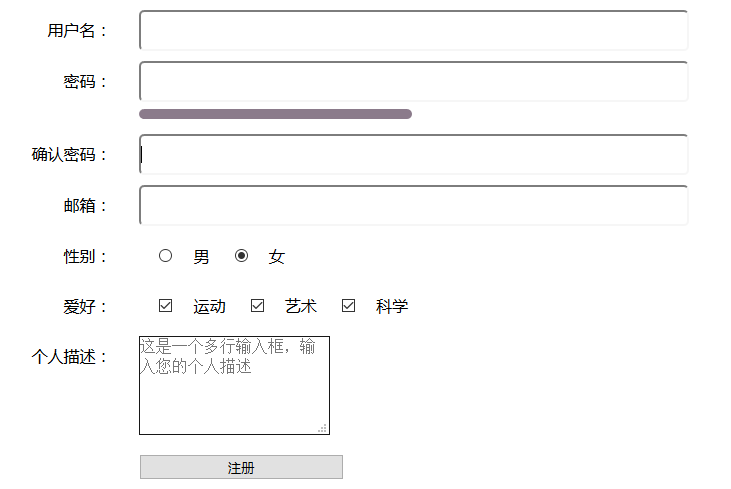 用户名：
密码：
确认密码：
邮箱：
性别： 男 女
爱好： 运动 艺术 科学
个人描述： 这是一个多行输入框，输
入您的个人描述
注册